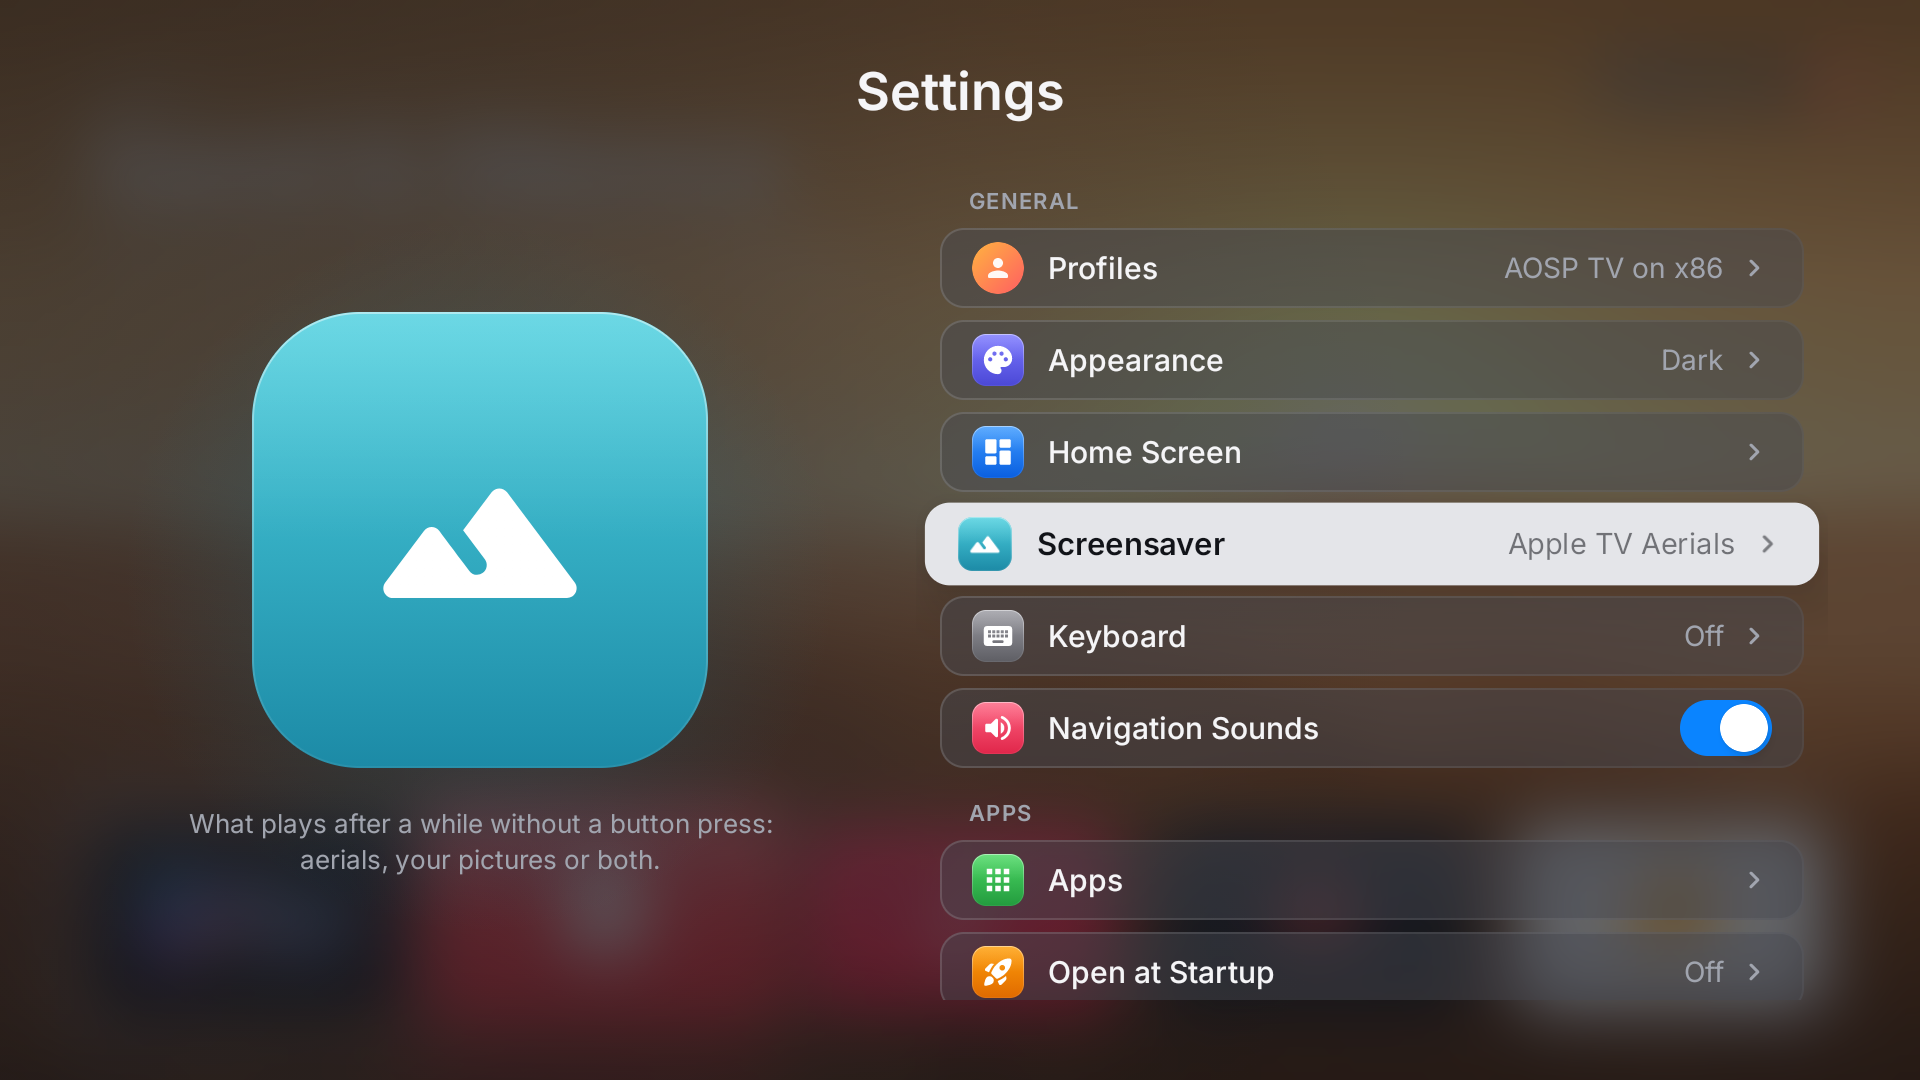 Settings
GENERAL
Profiles AOSP TV on x86
Appearance Dark
Home Screen
Screensaver Apple TV Aerials
Keyboard Off
Navigation Sounds
What plays after a while without a button press:
aerials, your pictures or both.
APPS
Apps
Open at Startup Off